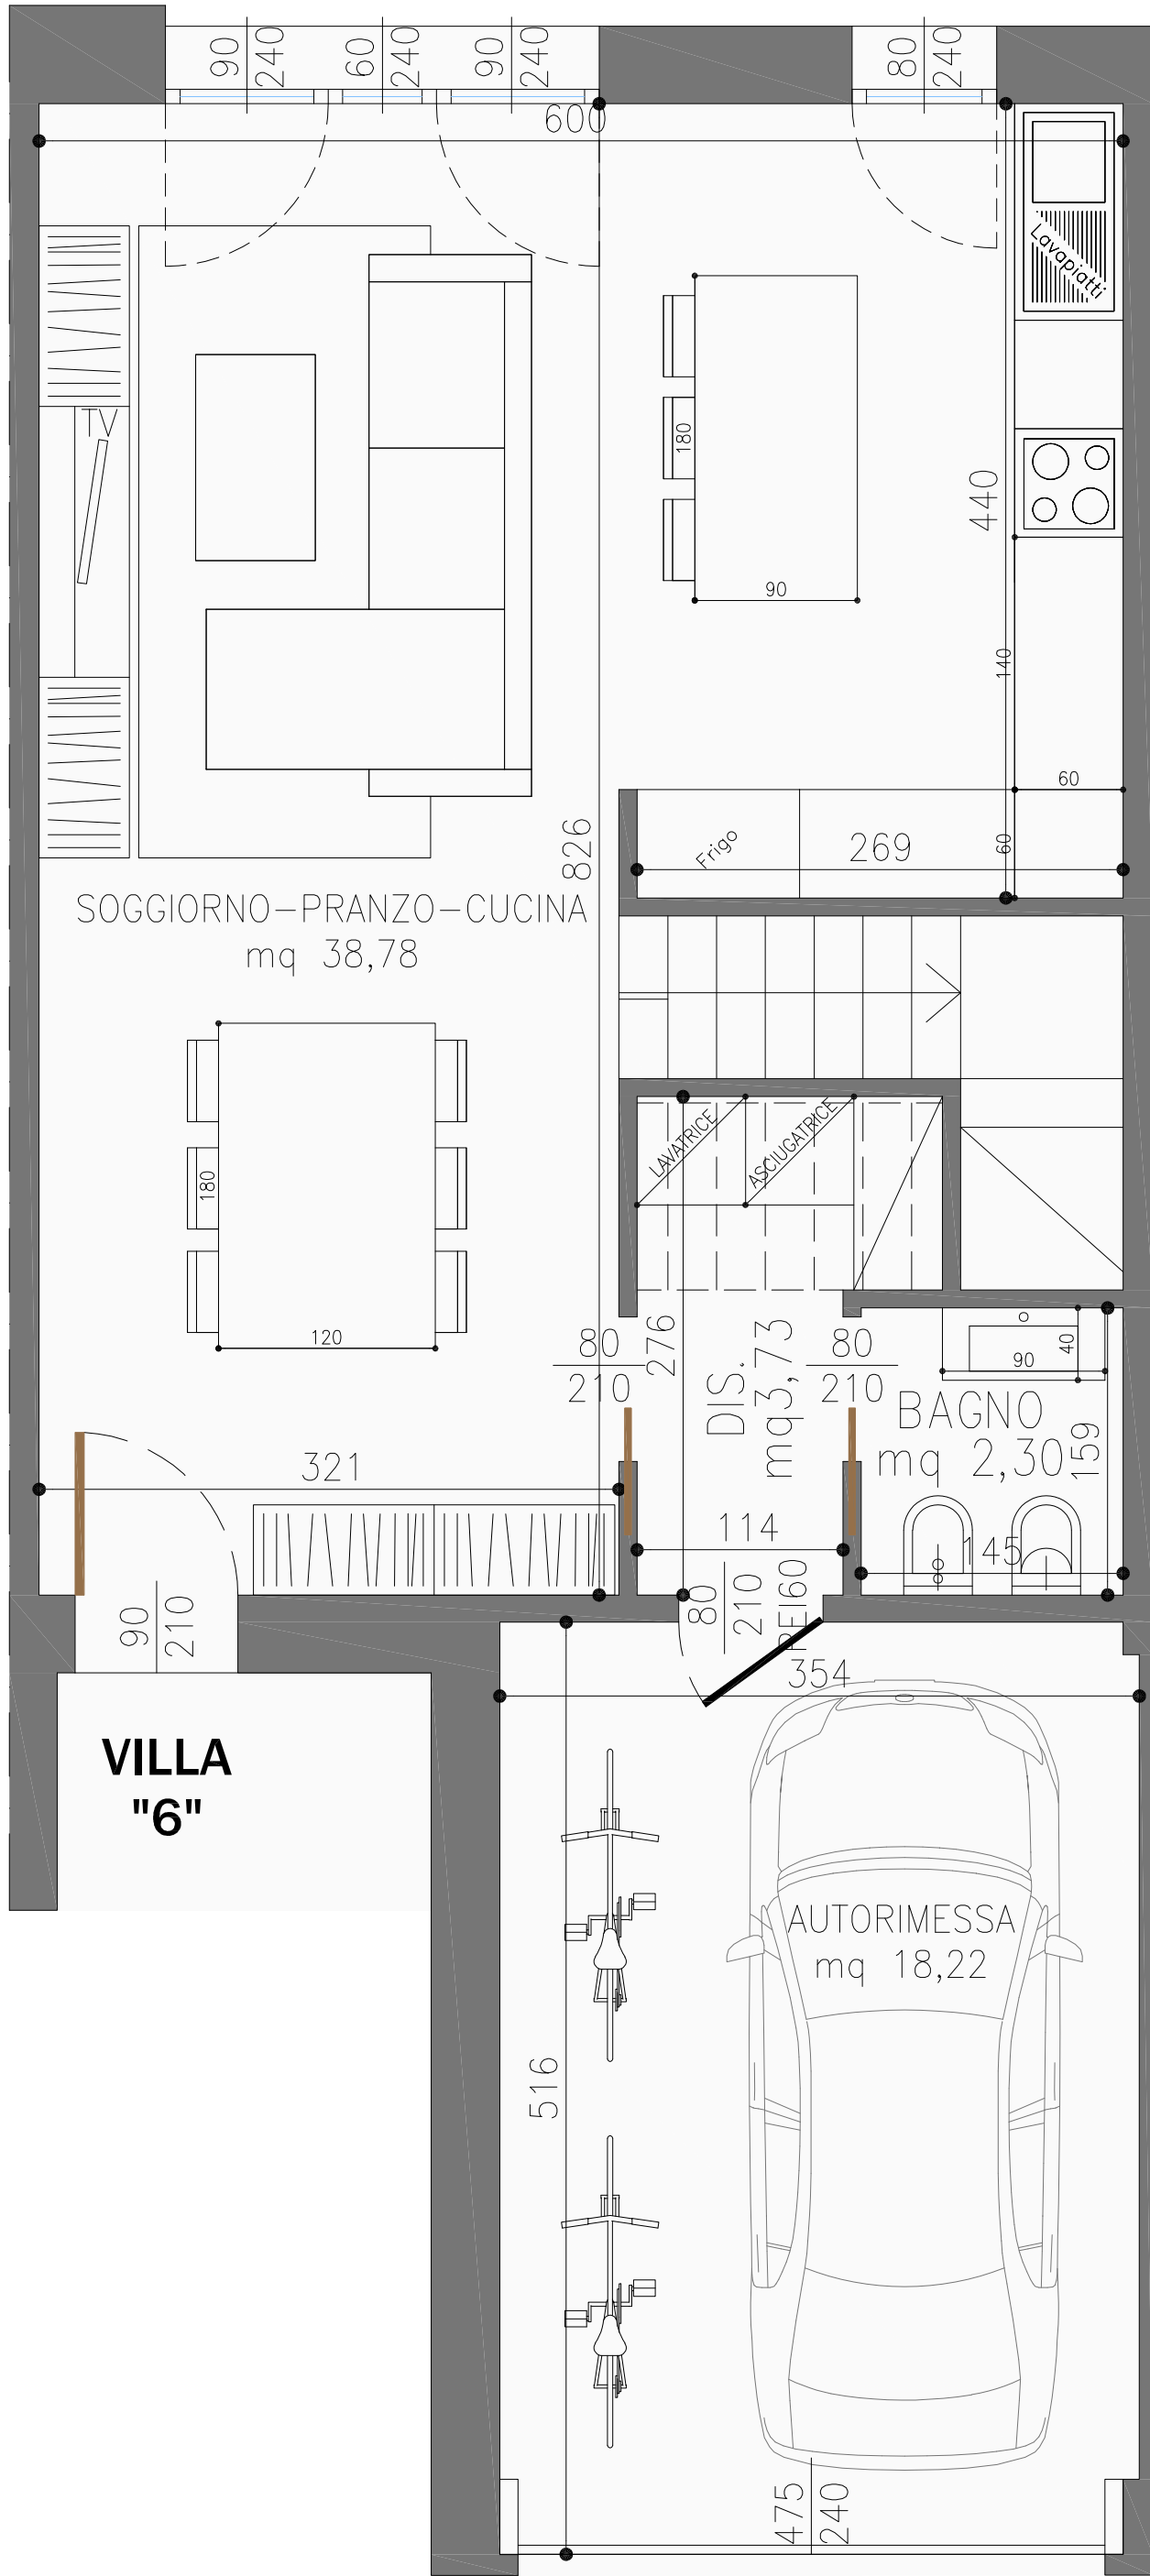 90
240
60
240
90
240
80
240
600
Lavapiatti
TV
180
440
90
140
60
826
Frigo
269
60
SOGGIORNO-PRANZO-CUCINA
mq 38,78
LAVATRICE
ASCIUGATRICE
180
120
80
210
276
DIS.
mq3,73
80
210
90
40
BAGNO
mq 2,30
159
321
114
145
90
210
80
210
REI60
354
VILLA
"6"
AUTORIMESSA
mq 18,22
516
475
240